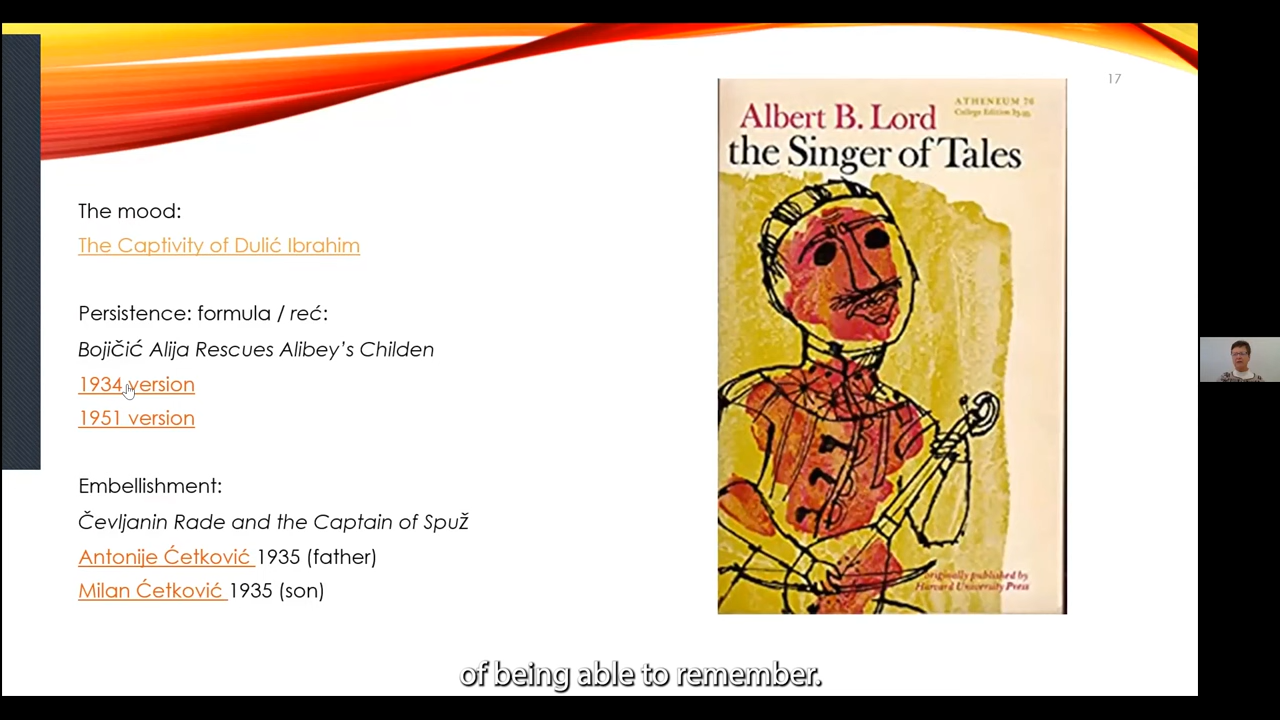 17
The mood:
The Captivity of Dulić Ibrahim
Persistence: formula / reć:
Bojičić Alija Rescues Alibey’s Childen
1934 version
1951 version
Embellishment:
Čevljanin Rade and the Captain of Spuž
Antonije Ćetković 1935 (father)
Milan Ćetković 1935 (son)
ATHENEUM 76
College Edition
Albert B. Lord
the Singer of Tales
originally published by
Harvard University Press
of being able to remember.